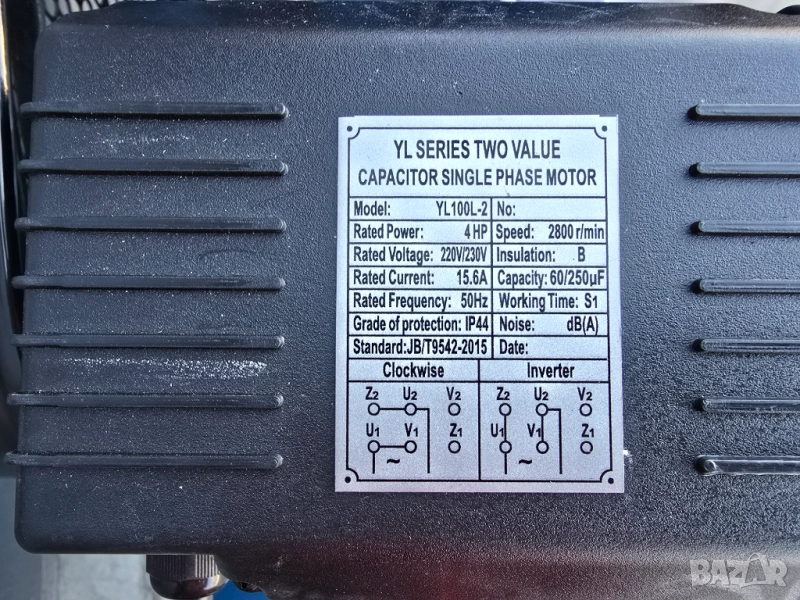 YL SERIES TWO VALUE
CAPACITOR SINGLE PHASE MOTOR
Model: YL100L-2 No:
Rated Power: 4 HP Speed: 2800 r/min
Rated Voltage: 220V/230V Insulation: B
Rated Current: 15.6A Capacity: 60/250μF
Rated Frequency: 50Hz Working Time: S1
Grade of protection: IP44 Noise: dB(A)
Standard:JB/T9542-2015 Date:
Clockwise Inverter
Z2 U2 V2 Z2 U2 V2
U1 V1 Z1 U1 V1 Z1
~ ~
BAZAR
bg